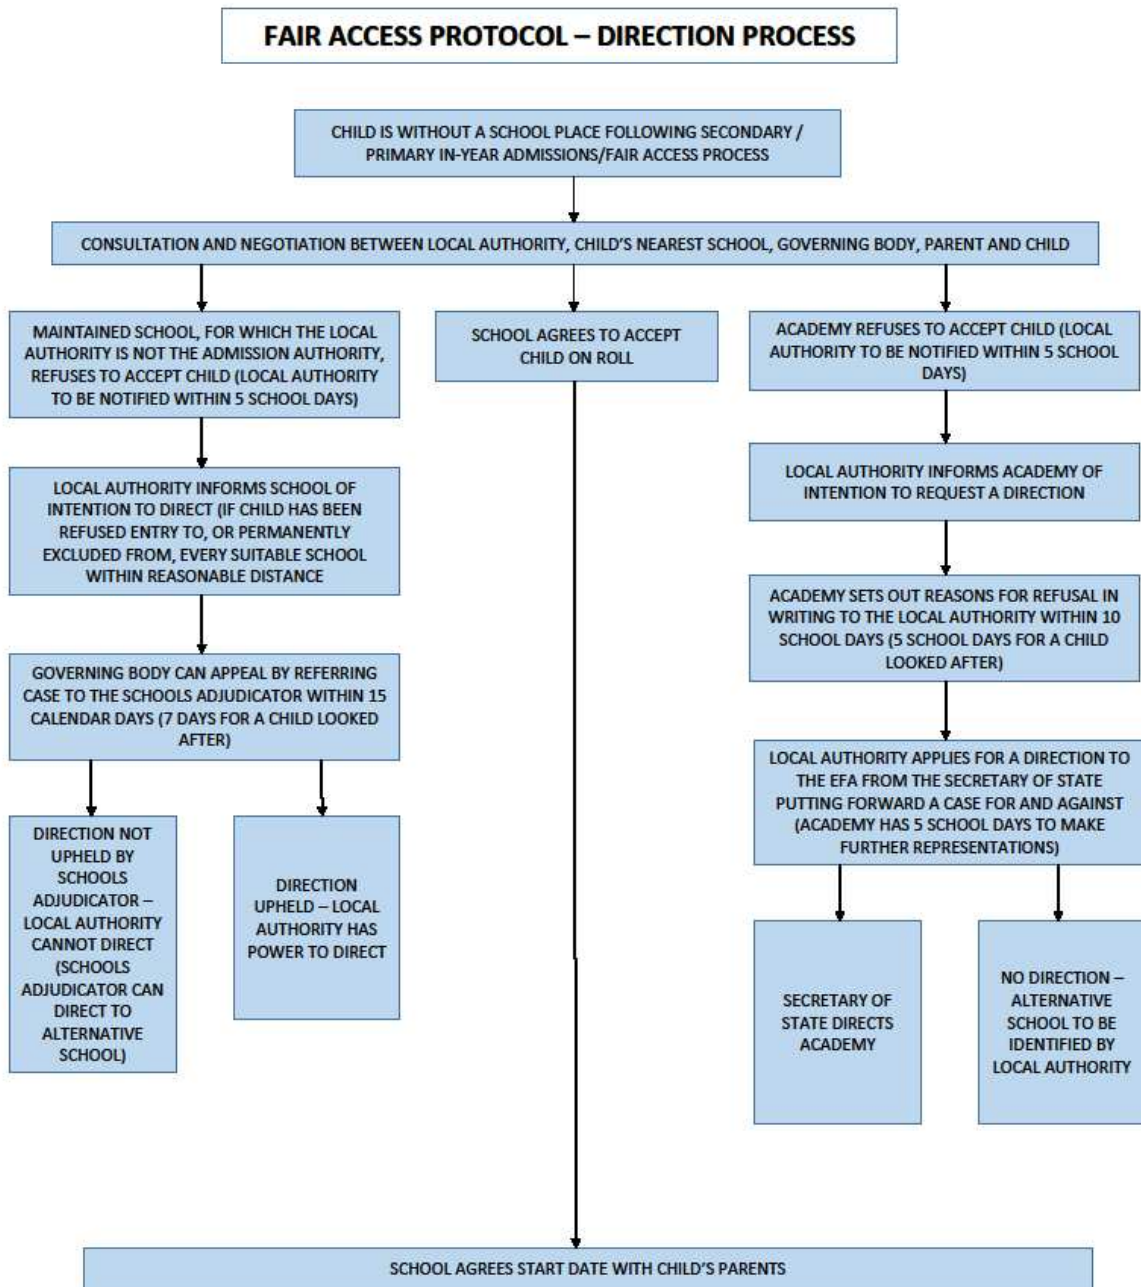 FAIR ACCESS PROTOCOL – DIRECTION PROCESS
CHILD IS WITHOUT A SCHOOL PLACE FOLLOWING SECONDARY /
PRIMARY IN-YEAR ADMISSIONS/FAIR ACCESS PROCESS
CONSULTATION AND NEGOTIATION BETWEEN LOCAL AUTHORITY, CHILD'S NEAREST SCHOOL, GOVERNING BODY, PARENT AND CHILD
MAINTAINED SCHOOL, FOR WHICH THE LOCAL
AUTHORITY IS NOT THE ADMISSION AUTHORITY,
REFUSES TO ACCEPT CHILD (LOCAL AUTHORITY
TO BE NOTIFIED WITHIN 5 SCHOOL DAYS)
LOCAL AUTHORITY INFORMS SCHOOL OF
INTENTION TO DIRECT (IF CHILD HAS BEEN
REFUSED ENTRY TO, OR PERMANENTLY
EXCLUDED FROM, EVERY SUITABLE SCHOOL
WITHIN REASONABLE DISTANCE
GOVERNING BODY CAN APPEAL BY REFERRING
CASE TO THE SCHOOLS ADJUDICATOR WITHIN 15
CALENDAR DAYS (7 DAYS FOR A CHILD LOOKED
AFTER)
DIRECTION NOT
UPHELD BY
SCHOOLS
ADJUDICATOR –
LOCAL AUTHORITY
CANNOT DIRECT
(SCHOOLS
ADJUDICATOR CAN
DIRECT TO
ALTERNATIVE
SCHOOL)
DIRECTION
UPHELD – LOCAL
AUTHORITY HAS
POWER TO DIRECT
SCHOOL AGREES TO ACCEPT
CHILD ON ROLL
ACADEMY REFUSES TO ACCEPT CHILD (LOCAL
AUTHORITY TO BE NOTIFIED WITHIN 5 SCHOOL
DAYS)
LOCAL AUTHORITY INFORMS ACADEMY OF
INTENTION TO REQUEST A DIRECTION
ACADEMY SETS OUT REASONS FOR REFUSAL IN
WRITING TO THE LOCAL AUTHORITY WITHIN 10
SCHOOL DAYS (5 SCHOOL DAYS FOR A CHILD
LOOKED AFTER)
LOCAL AUTHORITY APPLIES FOR A DIRECTION TO
THE EFA FROM THE SECRETARY OF STATE
PUTTING FORWARD A CASE FOR AND AGAINST
(ACADEMY HAS 5 SCHOOL DAYS TO MAKE
FURTHER REPRESENTATIONS)
SECRETARY OF
STATE DIRECTS
ACADEMY
NO DIRECTION –
ALTERNATIVE
SCHOOL TO BE
IDENTIFIED BY
LOCAL AUTHORITY
SCHOOL AGREES START DATE WITH CHILD'S PARENTS